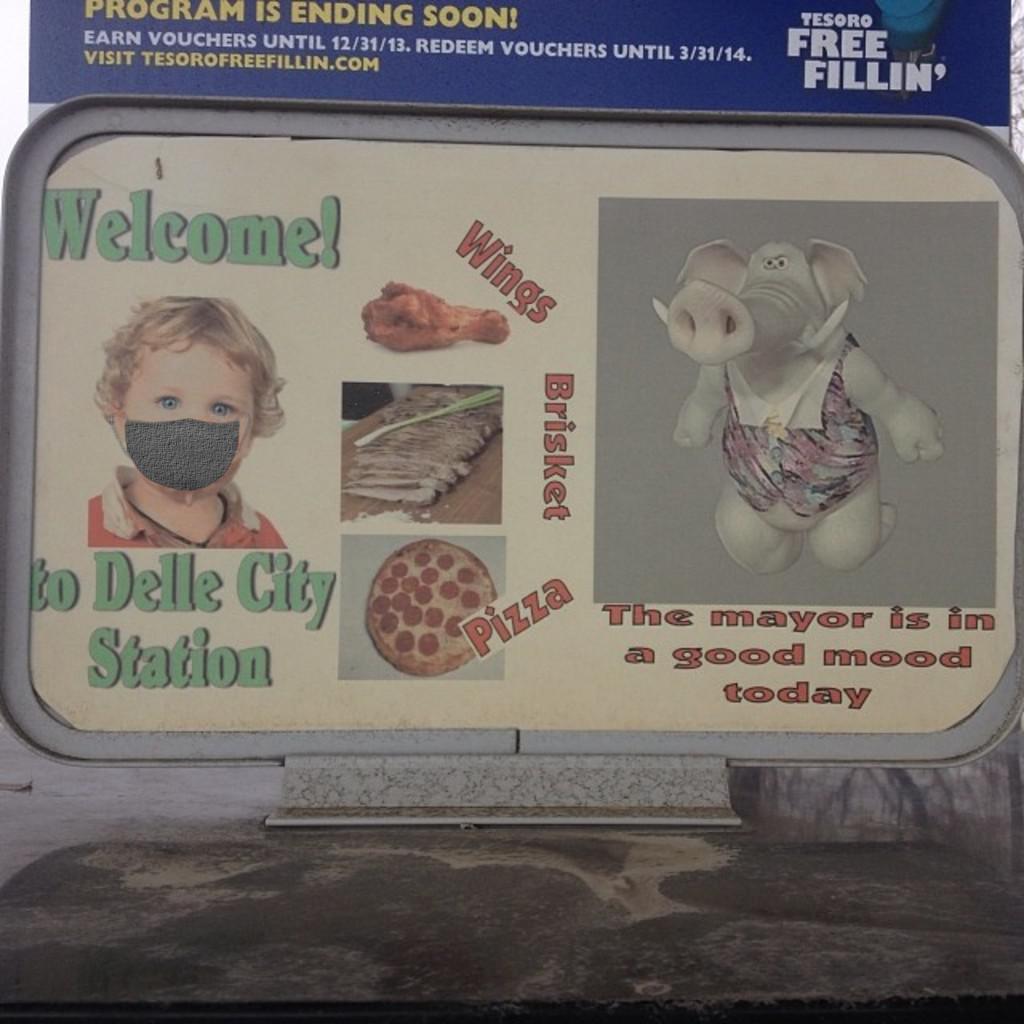 PROGRAM IS ENDING SOON!
EARN VOUCHERS UNTIL 12/31/13. REDEEM VOUCHERS UNTIL 3/31/14.
VISIT TESOROFREEFILLIN.COM
TESORO
FREE
FILLIN'
Welcome!
to Delle City
Station
Wings
Brisket
Pizza
The mayor is in
a good mood
today